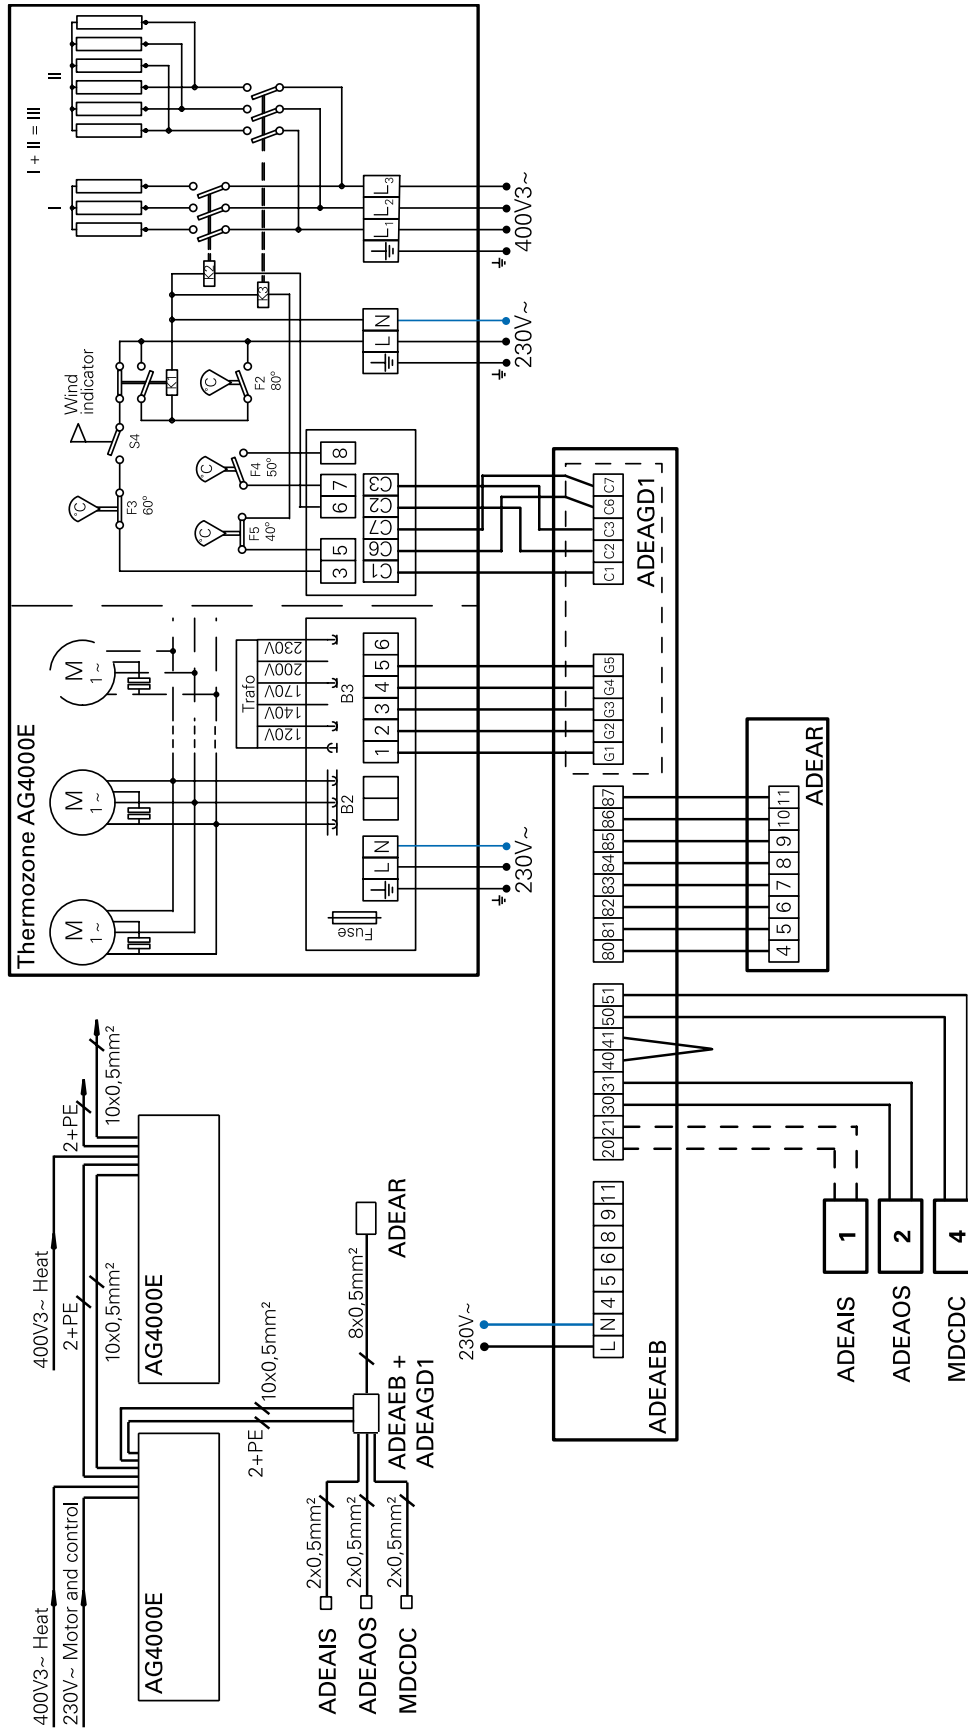 Thermozone AG4000E
I + II = III
I
II
Wind
indicator
S4
F3
60°
°C
K1
K2
K3
°C
F2
80°
°C
F4
50°
°C
F5
40°
3
5
6
7
8
C1
C6
C7
C2
C3
L
N
230V~
L1
L2
L3
400V3~
M
1~
M
1~
M
1~
Trafo
120V
140V
170V
200V
230V
B3
B2
1
2
3
4
5
6
L
N
230V~
Fuse
400V3~ Heat
230V~ Motor and control
AG4000E
400V3~ Heat
2+PE
10x0,5mm²
AG4000E
2+PE
10x0,5mm²
2+PE
10x0,5mm²
8x0,5mm²
ADEAR
ADEAEB +
ADEAGD1
ADEAIS
2x0,5mm²
ADEAOS
2x0,5mm²
MDCDC
2x0,5mm²
230V~
ADEAEB
L
N
4
5
6
8
9
11
20
21
30
31
40
41
50
51
80
81
82
83
84
85
86
87
G1
G2
G3
G4
G5
C1
C2
C3
C6
C7
ADEAGD1
ADEAR
4
5
6
7
8
9
10
11
ADEAIS
1
ADEAOS
2
MDCDC
4